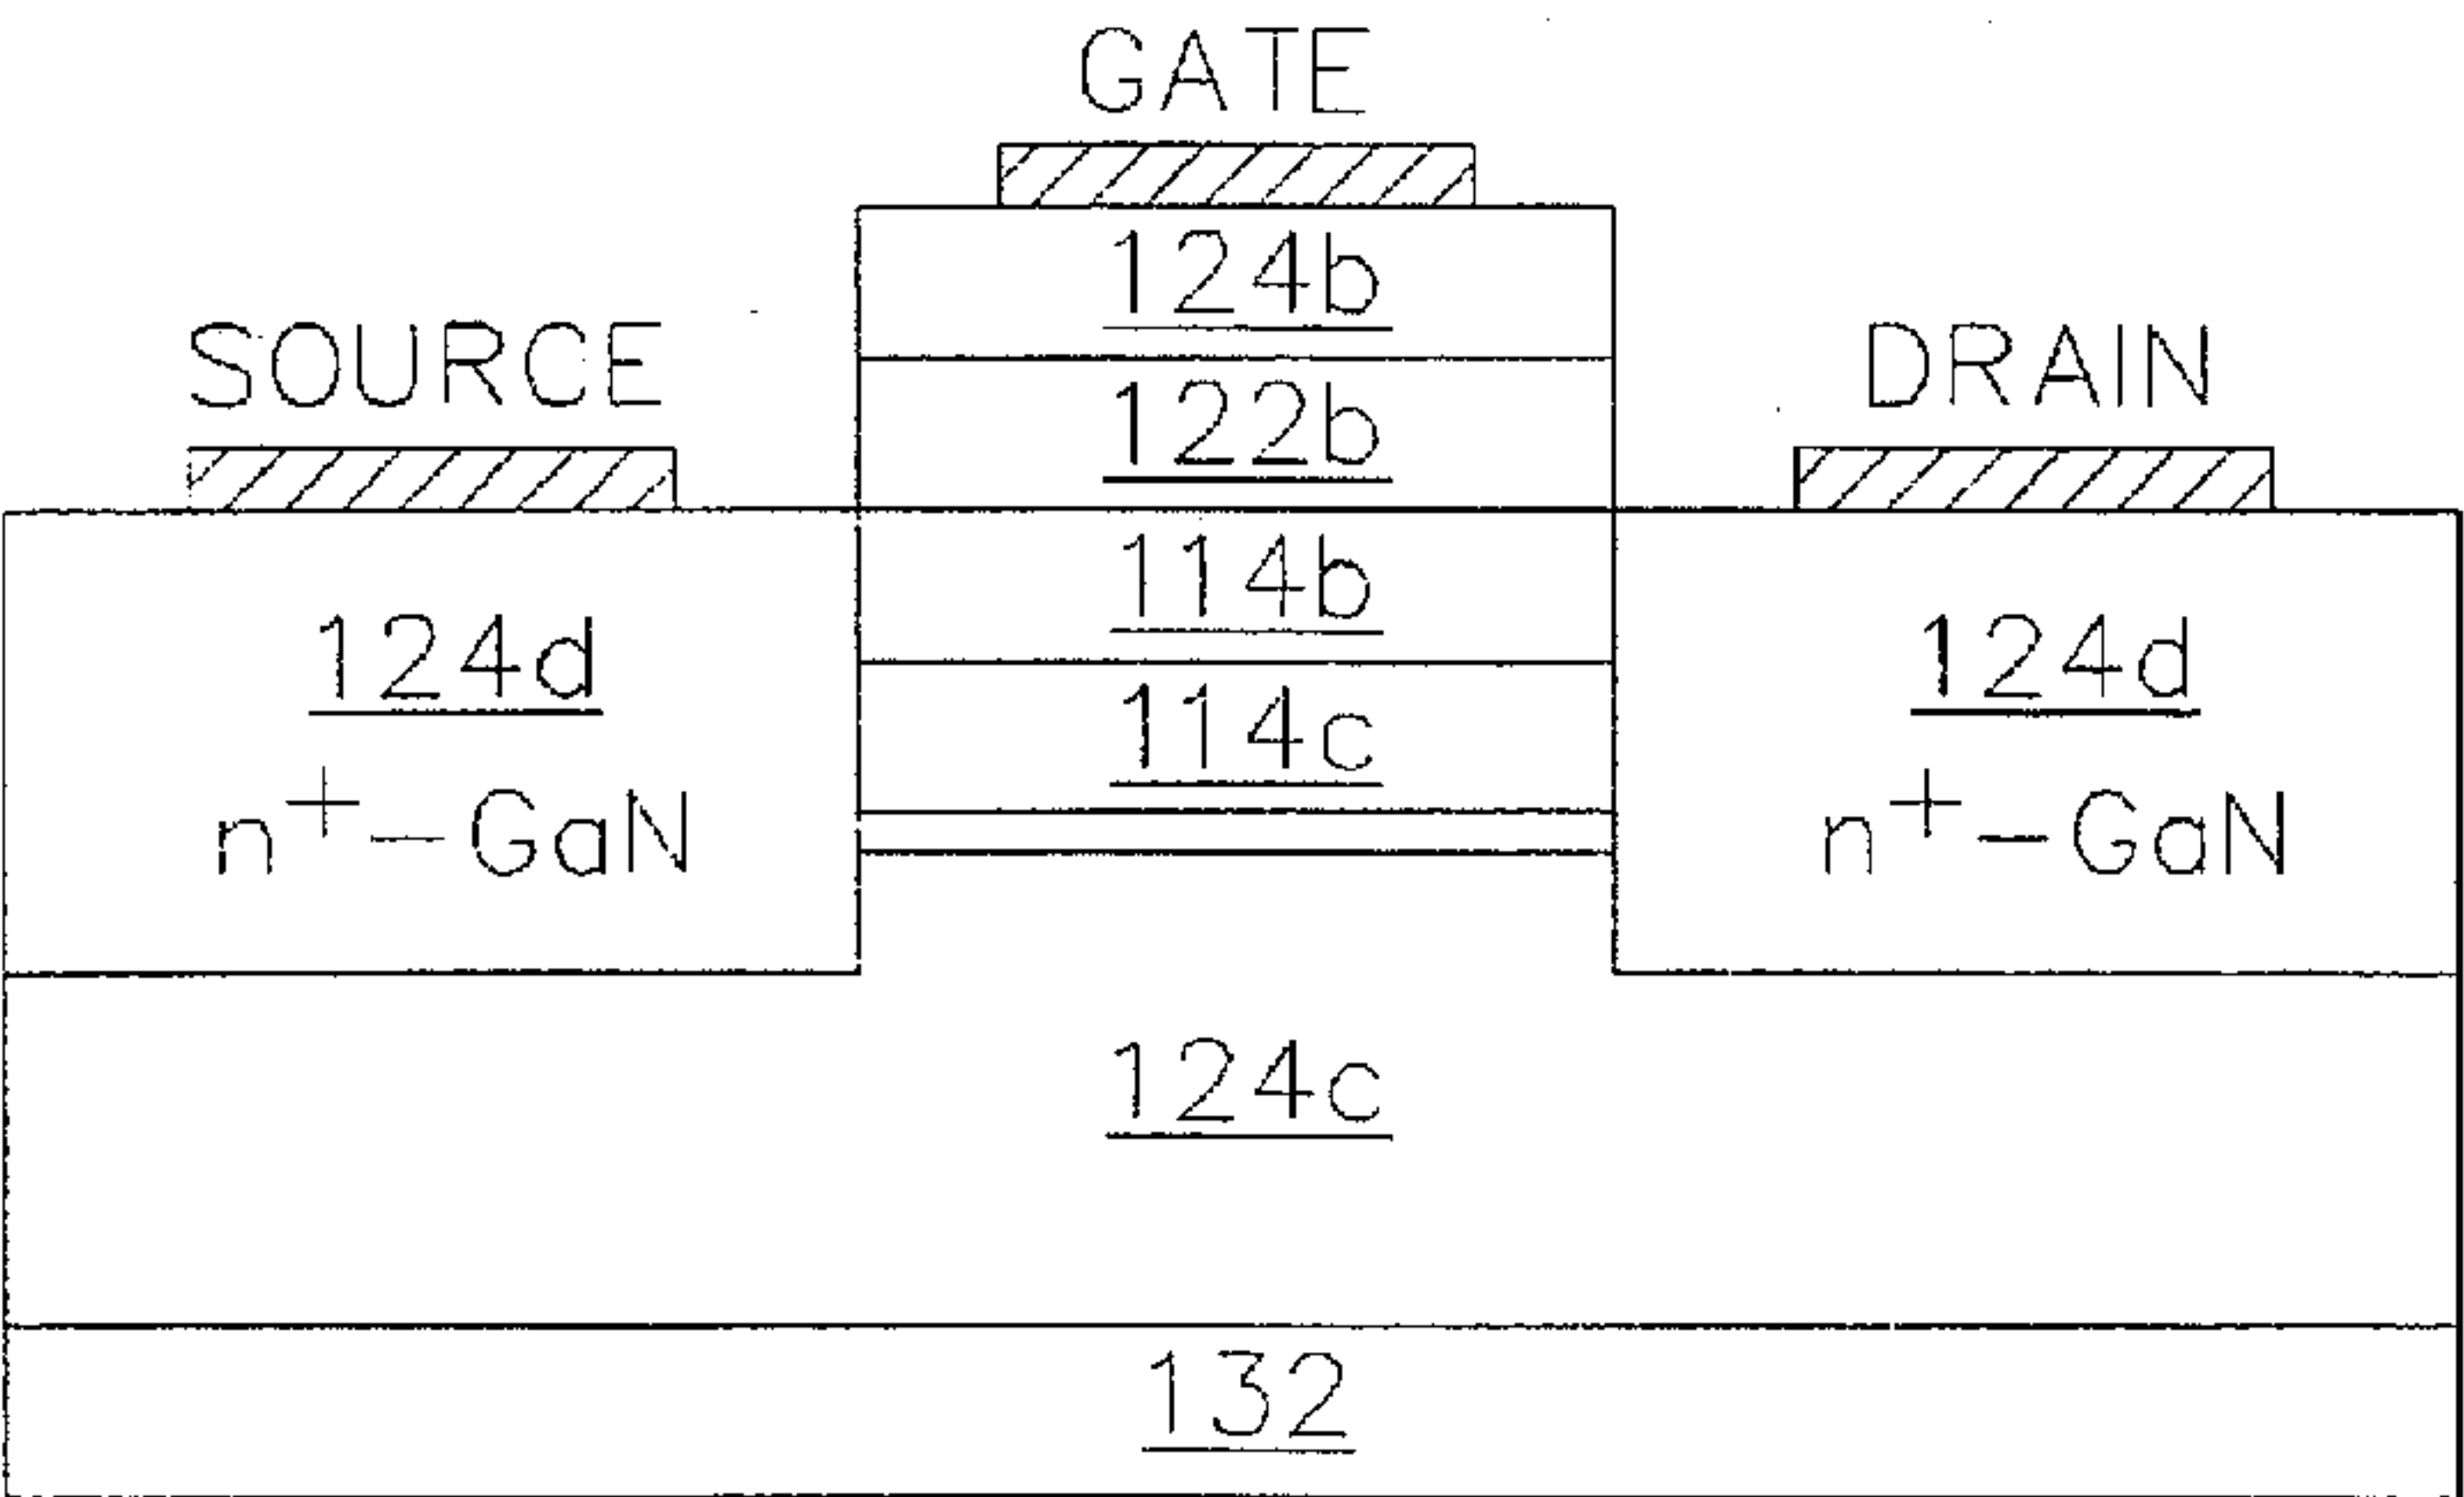 GATE
124b
SOURCE
122b
DRAIN
114b
124d
124d
114c
n⁺–GaN
n⁺–GaN
124c
132